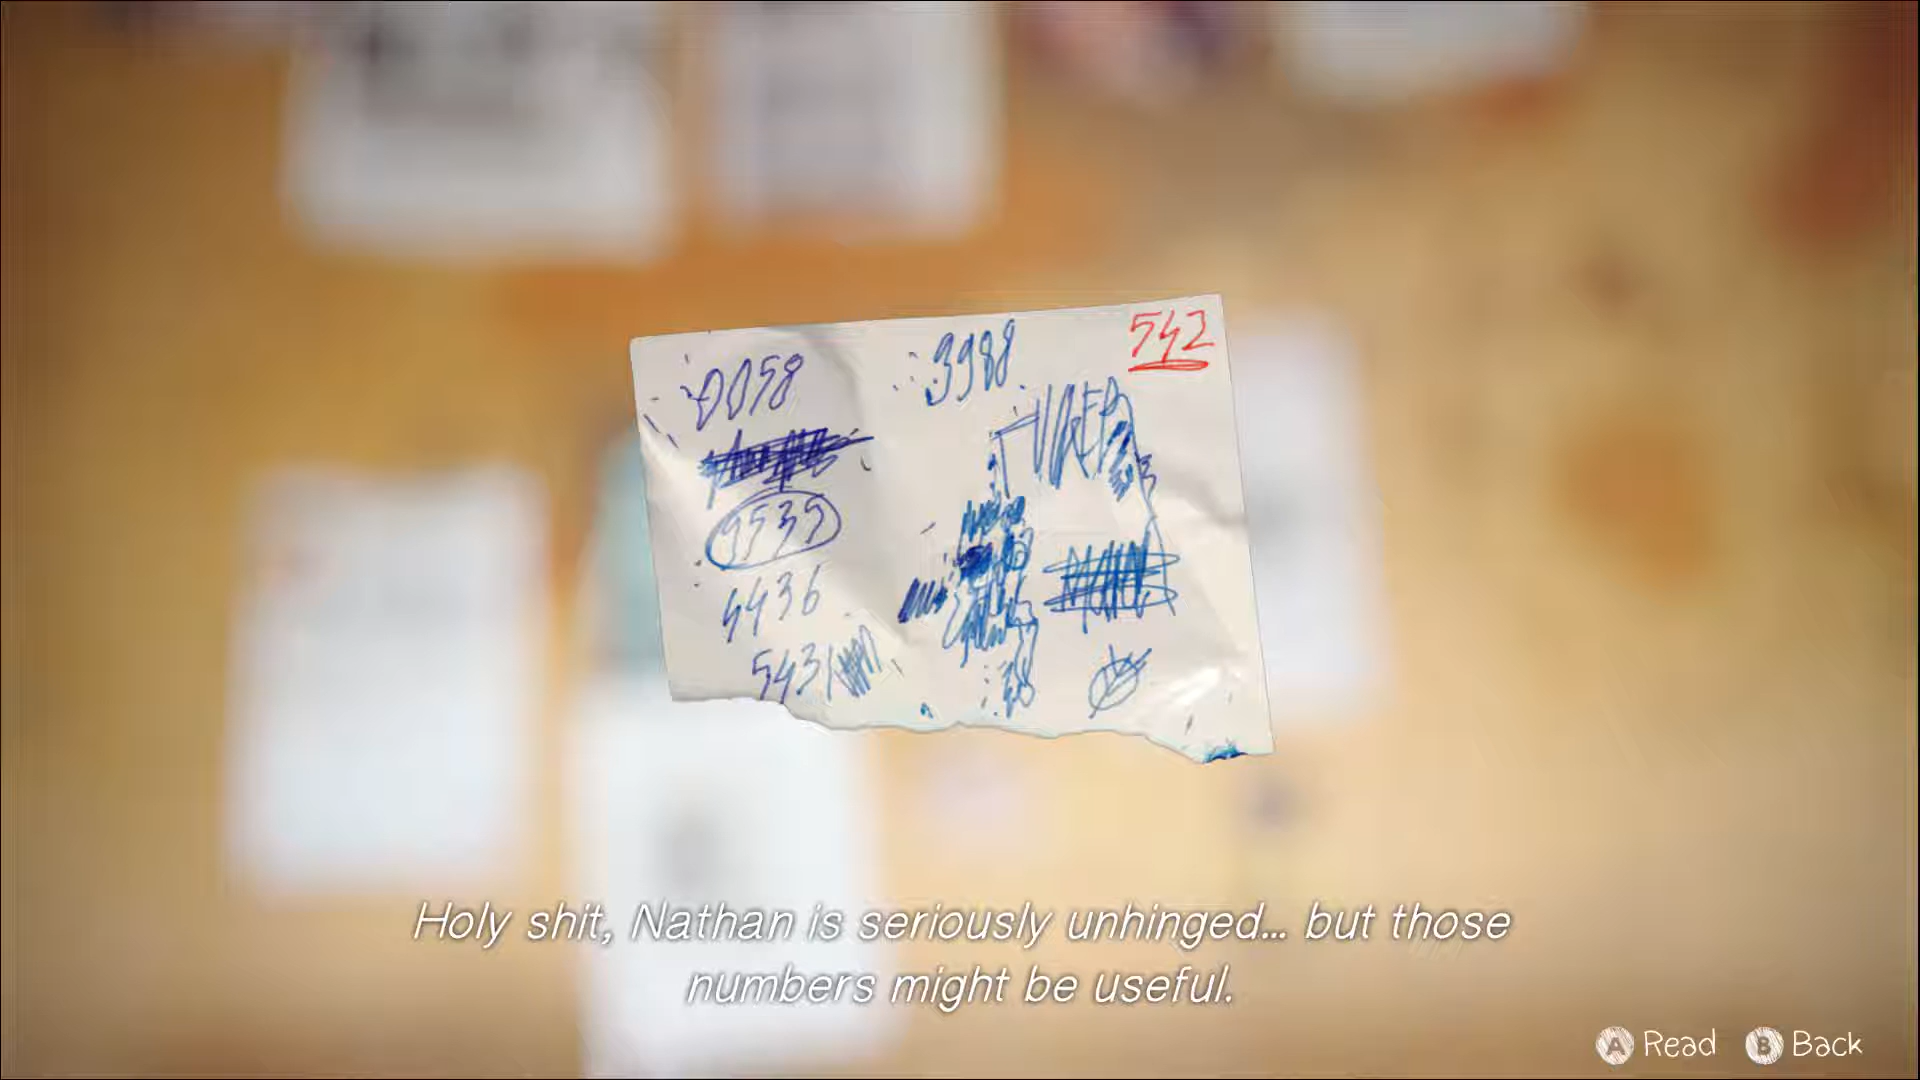 0058
3988
542
9535
5436
543
Holy shit, Nathan is seriously unhinged... but those
numbers might be useful.
A Read B Back